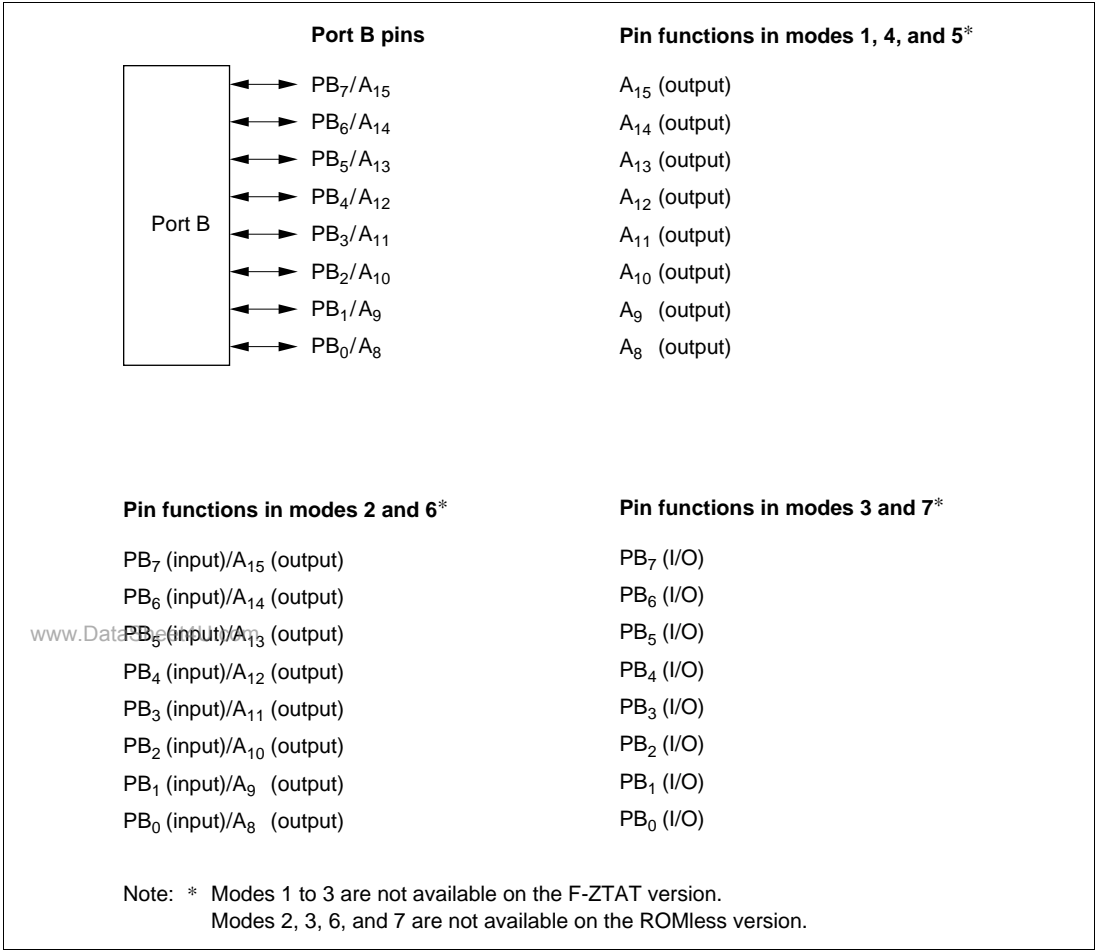 Port B pins
Pin functions in modes 1, 4, and 5*
Port B
PB7/A15
A15 (output)
PB6/A14
A14 (output)
PB5/A13
A13 (output)
PB4/A12
A12 (output)
PB3/A11
A11 (output)
PB2/A10
A10 (output)
PB1/A9
A9 (output)
PB0/A8
A8 (output)
Pin functions in modes 2 and 6*
PB7 (input)/A15 (output)
PB6 (input)/A14 (output)
PB5 (input)/A13 (output)
PB4 (input)/A12 (output)
PB3 (input)/A11 (output)
PB2 (input)/A10 (output)
PB1 (input)/A9 (output)
PB0 (input)/A8 (output)
Pin functions in modes 3 and 7*
PB7 (I/O)
PB6 (I/O)
PB5 (I/O)
PB4 (I/O)
PB3 (I/O)
PB2 (I/O)
PB1 (I/O)
PB0 (I/O)
www.DataSheet4U.com
Note: * Modes 1 to 3 are not available on the F-ZTAT version.
Modes 2, 3, 6, and 7 are not available on the ROMless version.